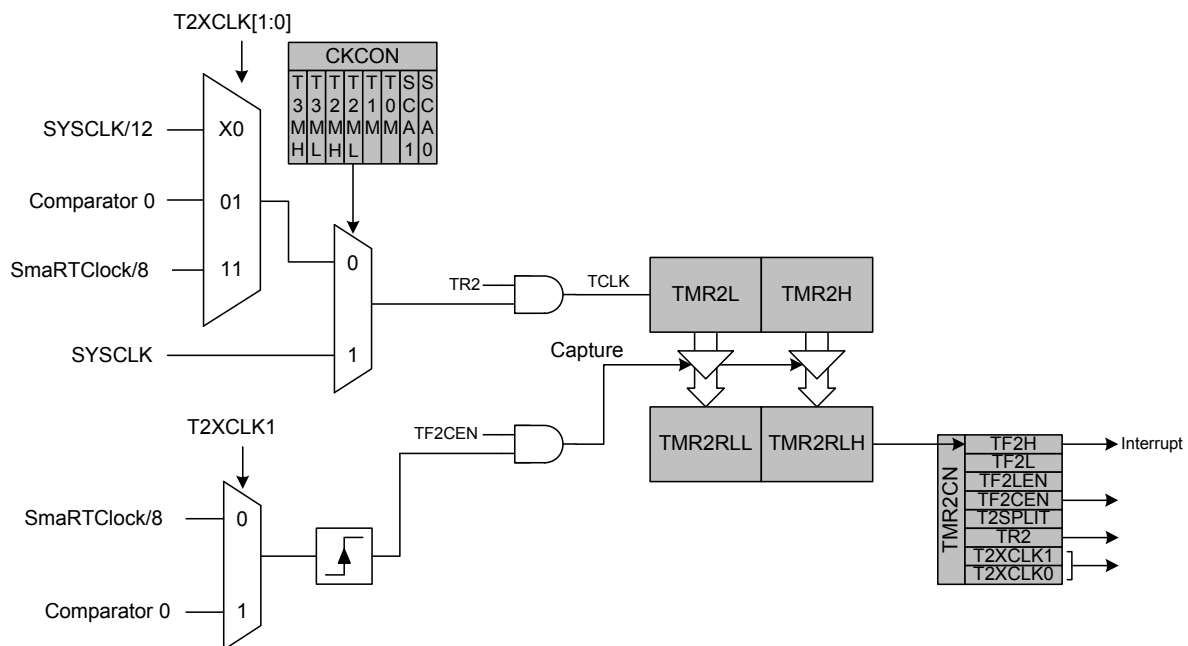 T2XCLK[1:0]
CKCON
T3MH T3ML T2MH T2ML T1M T0M SCA1 SCA0
SYSCLK/12
X0
Comparator 0
01
SmaRTClock/8
11
0
TR2
TCLK
TMR2L
TMR2H
SYSCLK
1
Capture
T2XCLK1
TF2CEN
TMR2RLL
TMR2RLH
TMR2CN
TF2H
Interrupt
TF2L
TF2LEN
TF2CEN
T2SPLIT
TR2
T2XCLK1
T2XCLK0
SmaRTClock/8
0
Comparator 0
1